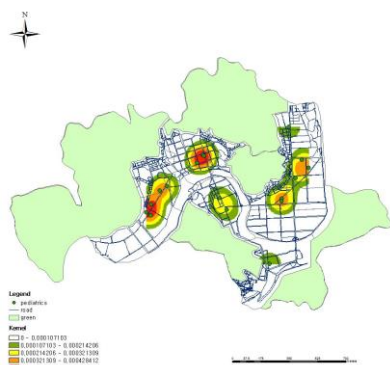 N
Legend
pediatrics
road
green
Kernel
0 - 0,000107103
0,000107103 - 0,000214206
0,000214206 - 0,000321309
0,000321309 - 0,000428412